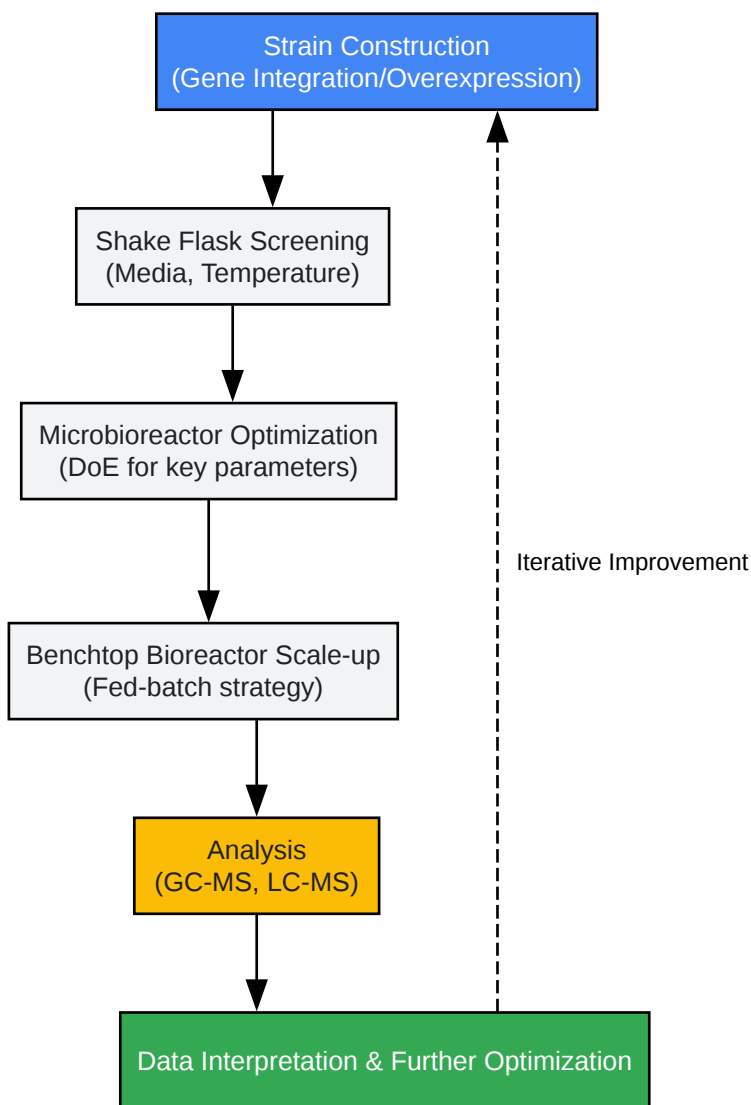 Strain Construction
(Gene Integration/Overexpression)
Shake Flask Screening
(Media, Temperature)
Microbioreactor Optimization
(DoE for key parameters)
Iterative Improvement
Benchtop Bioreactor Scale-up
(Fed-batch strategy)
Analysis
(GC-MS, LC-MS)
Data Interpretation & Further Optimization